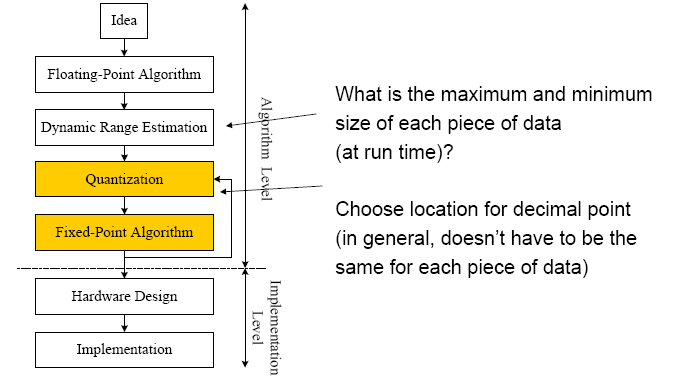 Idea
Floating-Point Algorithm
Dynamic Range Estimation
Quantization
Fixed-Point Algorithm
Hardware Design
Implementation
Algorithm Level
Implementation
Level
What is the maximum and minimum
size of each piece of data
(at run time)?
Choose location for decimal point
(in general, doesn't have to be the
same for each piece of data)